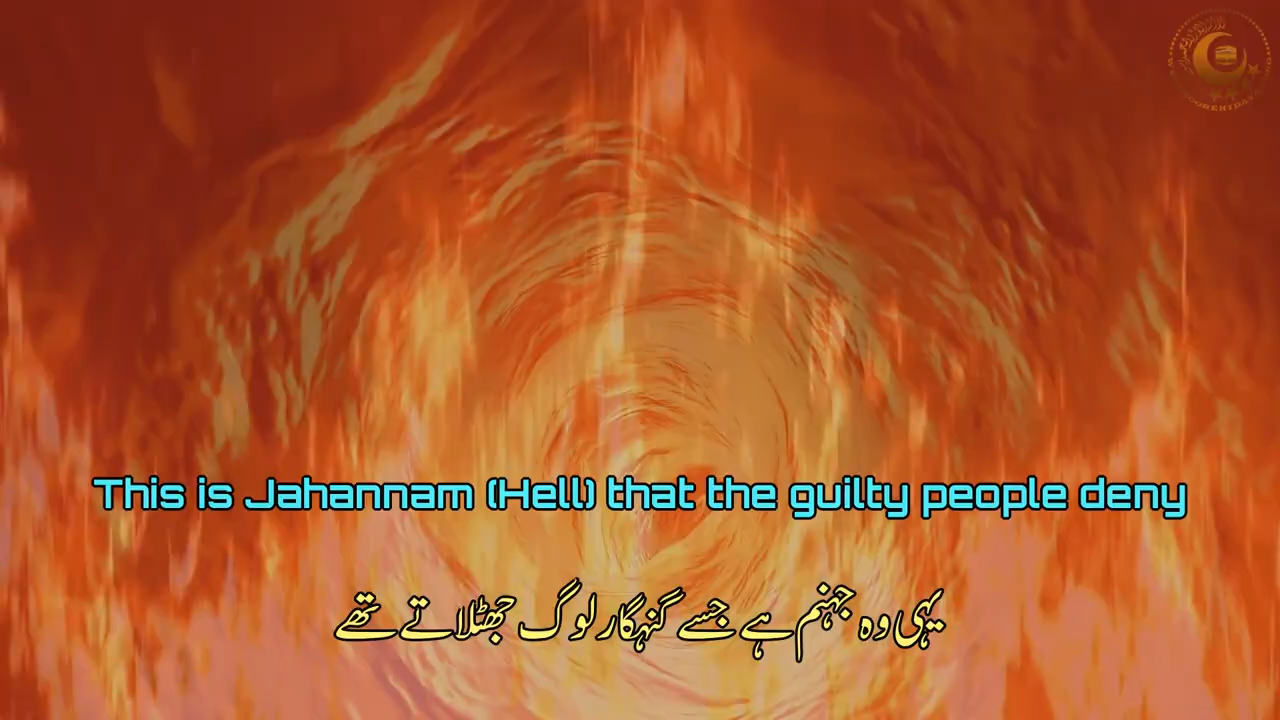 This is Jahannam (Hell) that the guilty people deny
یہی وہ جہنم ہے جسے گنہگار لوگ جھٹلاتے تھے